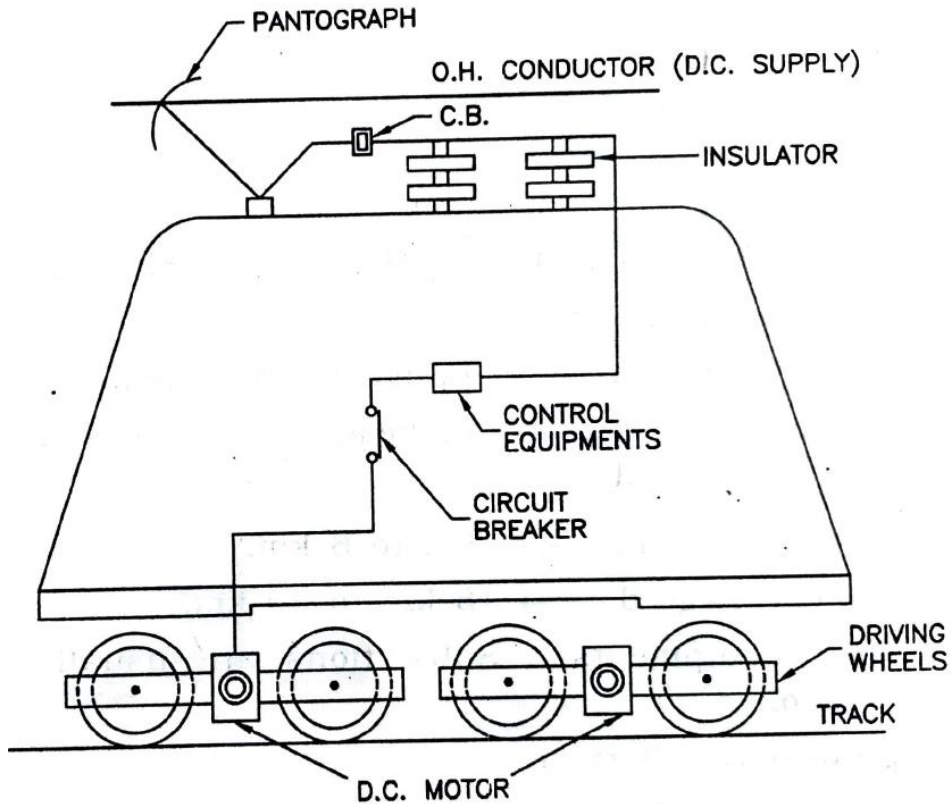 PANTOGRAPH
O.H. CONDUCTOR (D.C. SUPPLY)
C.B.
INSULATOR
CONTROL
EQUIPMENTS
CIRCUIT
BREAKER
DRIVING
WHEELS
TRACK
D.C. MOTOR